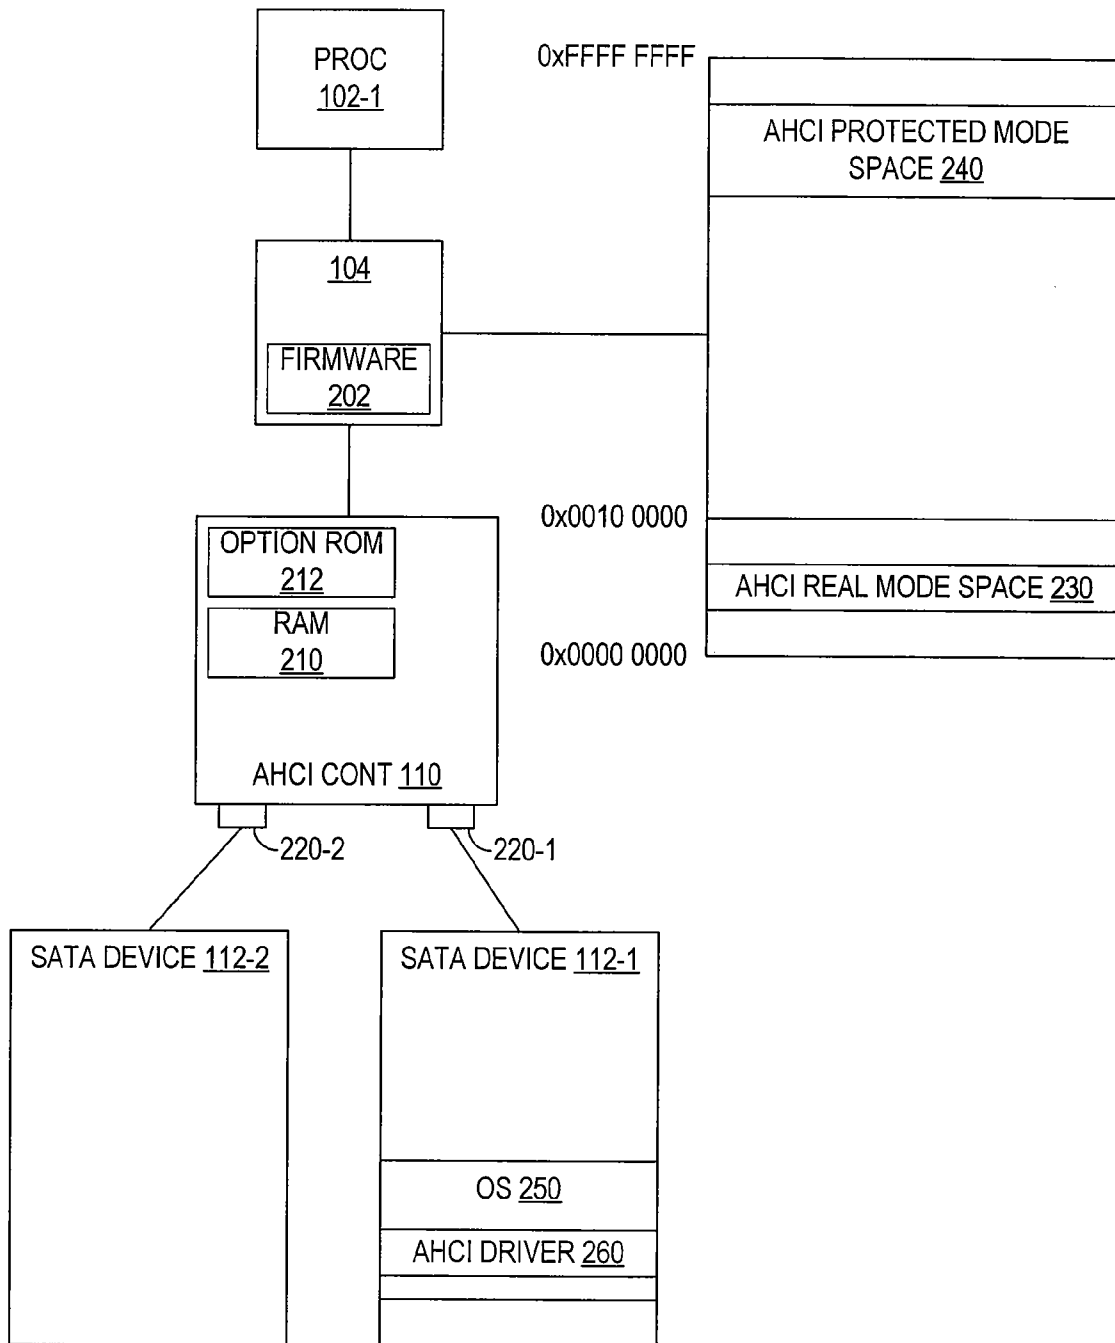 PROC
102-1
0xFFFF FFFF
AHCI PROTECTED MODE
SPACE 240
104
FIRMWARE
202
0x0010 0000
OPTION ROM
212
AHCI REAL MODE SPACE 230
RAM
210
0x0000 0000
AHCI CONT 110
220-2
220-1
SATA DEVICE 112-2
SATA DEVICE 112-1
OS 250
AHCI DRIVER 260